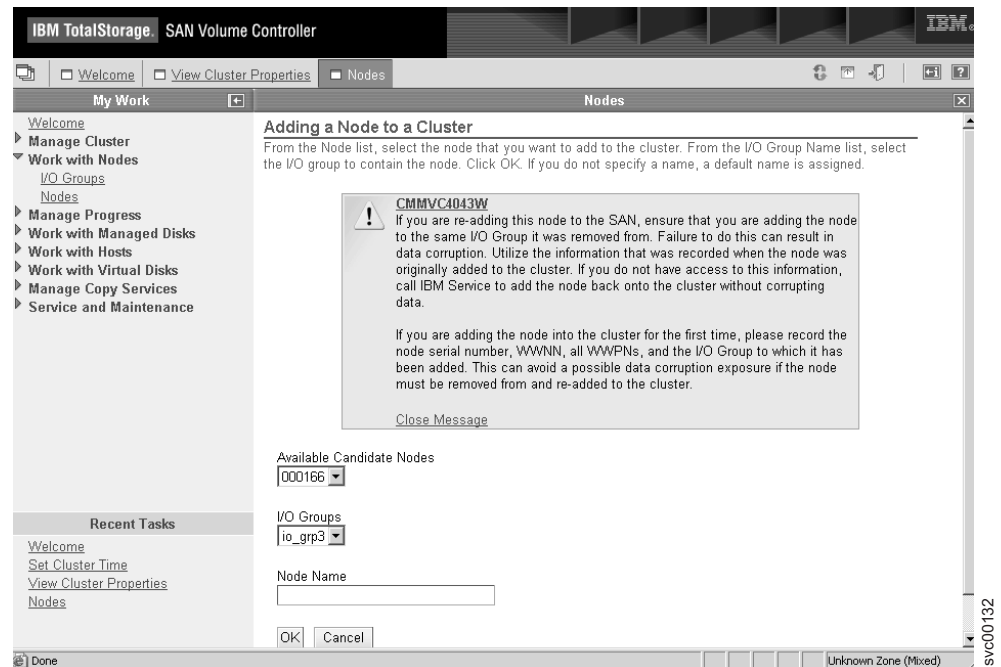 IBM TotalStorage. SAN Volume Controller
IBM
Welcome
View Cluster Properties
Nodes
My Work
Nodes
Welcome
Manage Cluster
Work with Nodes
I/O Groups
Nodes
Manage Progress
Work with Managed Disks
Work with Hosts
Work with Virtual Disks
Manage Copy Services
Service and Maintenance
Recent Tasks
Welcome
Set Cluster Time
View Cluster Properties
Nodes
Adding a Node to a Cluster
From the Node list, select the node that you want to add to the cluster. From the I/O Group Name list, select
the I/O group to contain the node. Click OK. If you do not specify a name, a default name is assigned.
CMMVC4043W
If you are re-adding this node to the SAN, ensure that you are adding the node
to the same I/O Group it was removed from. Failure to do this can result in
data corruption. Utilize the information that was recorded when the node was
originally added to the cluster. If you do not have access to this information,
call IBM Service to add the node back onto the cluster without corrupting
data.
If you are adding the node into the cluster for the first time, please record the
node serial number, WWNN, all WWPNs, and the I/O Group to which it has
been added. This can avoid a possible data corruption exposure if the node
must be removed from and re-added to the cluster.
Close Message
Available Candidate Nodes
000166
I/O Groups
io_grp3
Node Name
OK Cancel
Done
Unknown Zone (Mixed)
svc00132